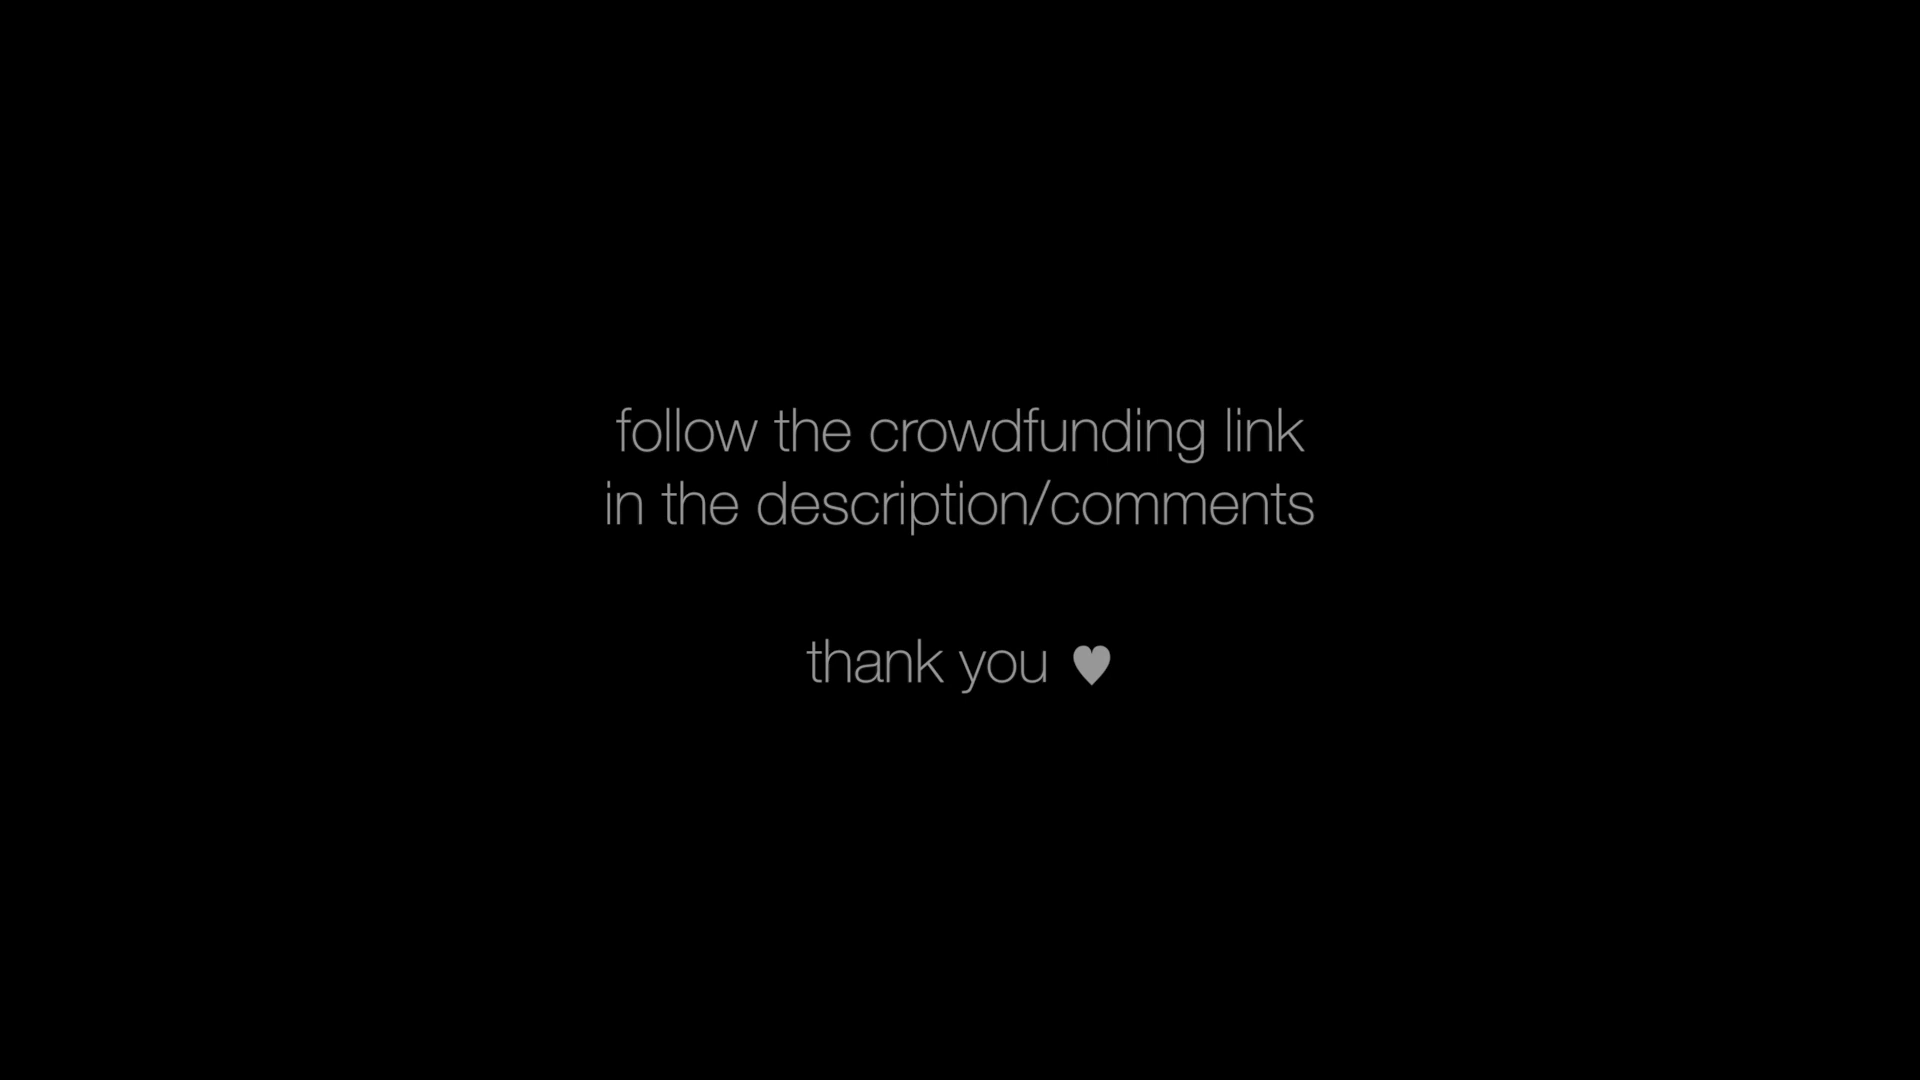 follow the crowdfunding link
in the description/comments
thank you ♥